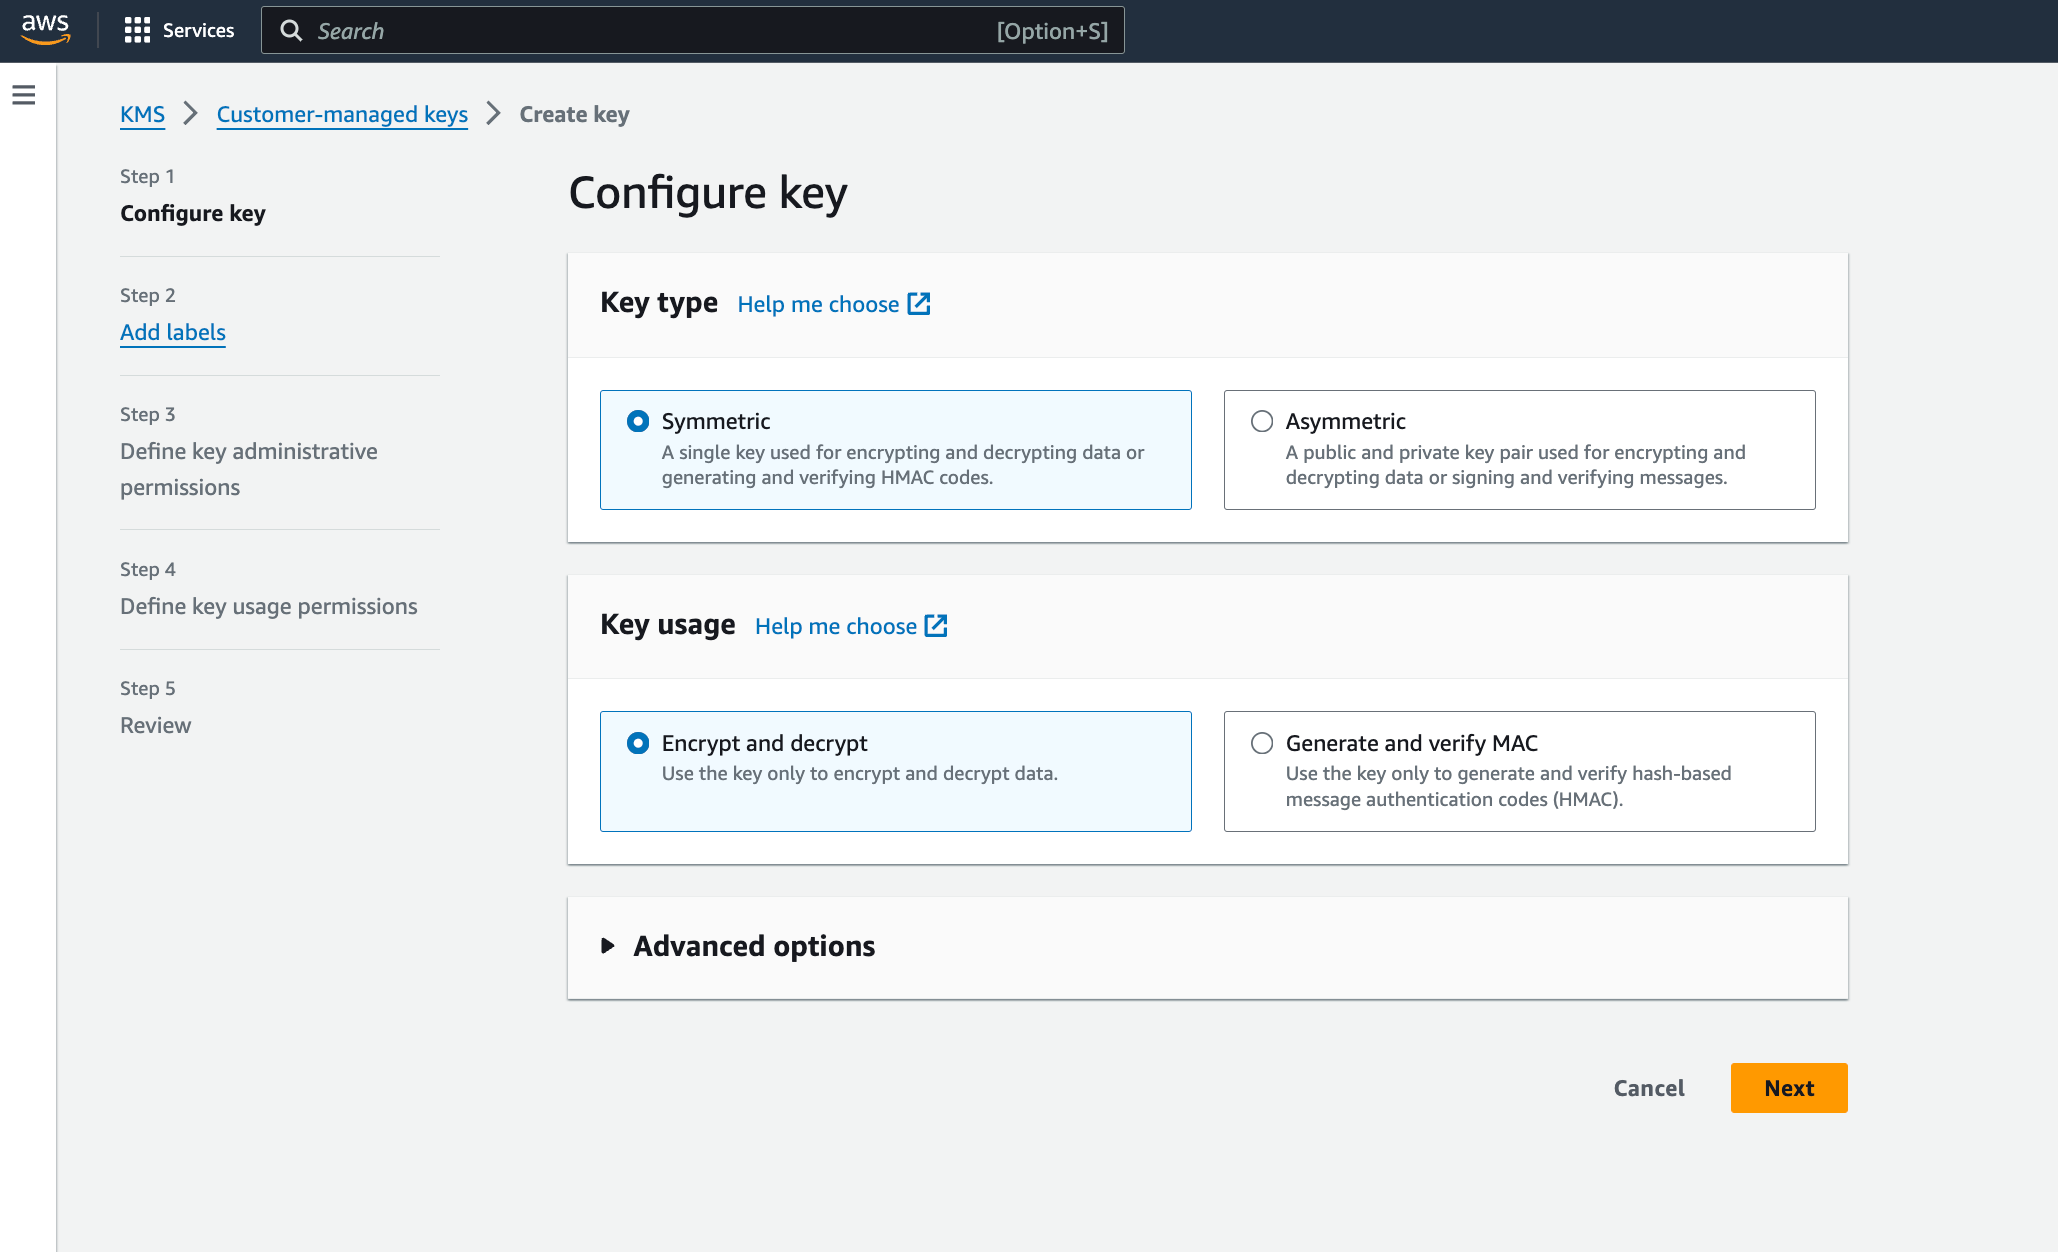 aws
Services
Search
[Option+S]
KMS
Customer-managed keys
Create key
Step 1
Configure key
Step 2
Add labels
Step 3
Define key administrative
permissions
Step 4
Define key usage permissions
Step 5
Review
Configure key
Key type
Help me choose
Symmetric
A single key used for encrypting and decrypting data or
generating and verifying HMAC codes.
Asymmetric
A public and private key pair used for encrypting and
decrypting data or signing and verifying messages.
Key usage
Help me choose
Encrypt and decrypt
Use the key only to encrypt and decrypt data.
Generate and verify MAC
Use the key only to generate and verify hash-based
message authentication codes (HMAC).
Advanced options
Cancel
Next